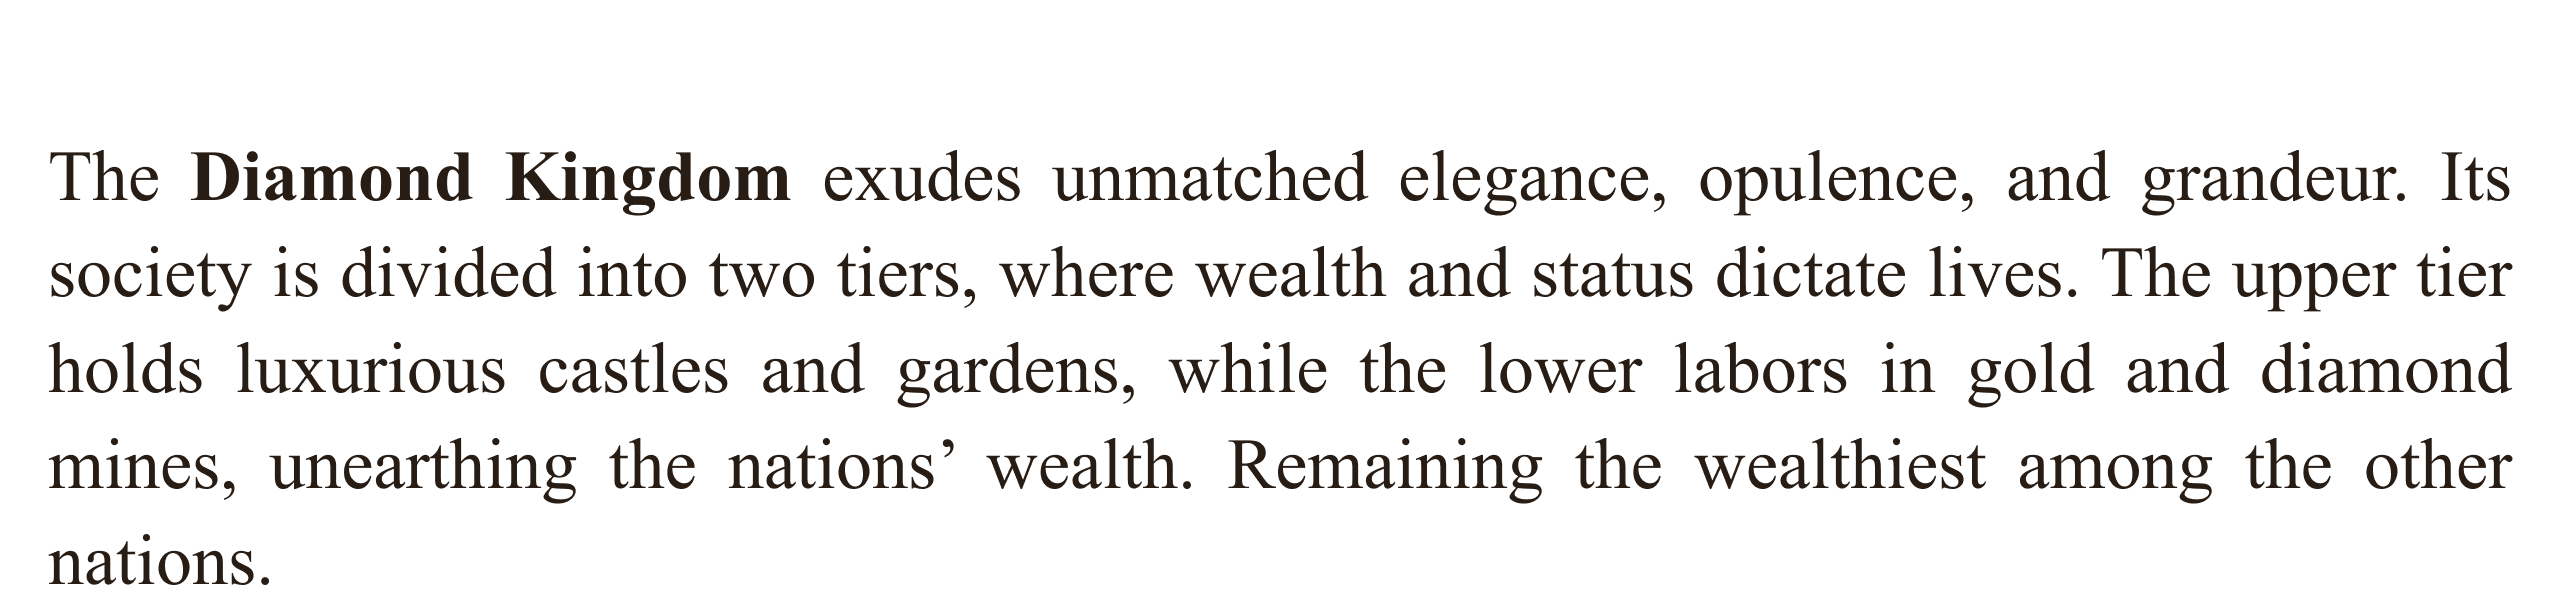 The Diamond Kingdom exudes unmatched elegance, opulence, and grandeur. Its
society is divided into two tiers, where wealth and status dictate lives. The upper tier
holds luxurious castles and gardens, while the lower labors in gold and diamond
mines, unearthing the nations’ wealth. Remaining the wealthiest among the other
nations.